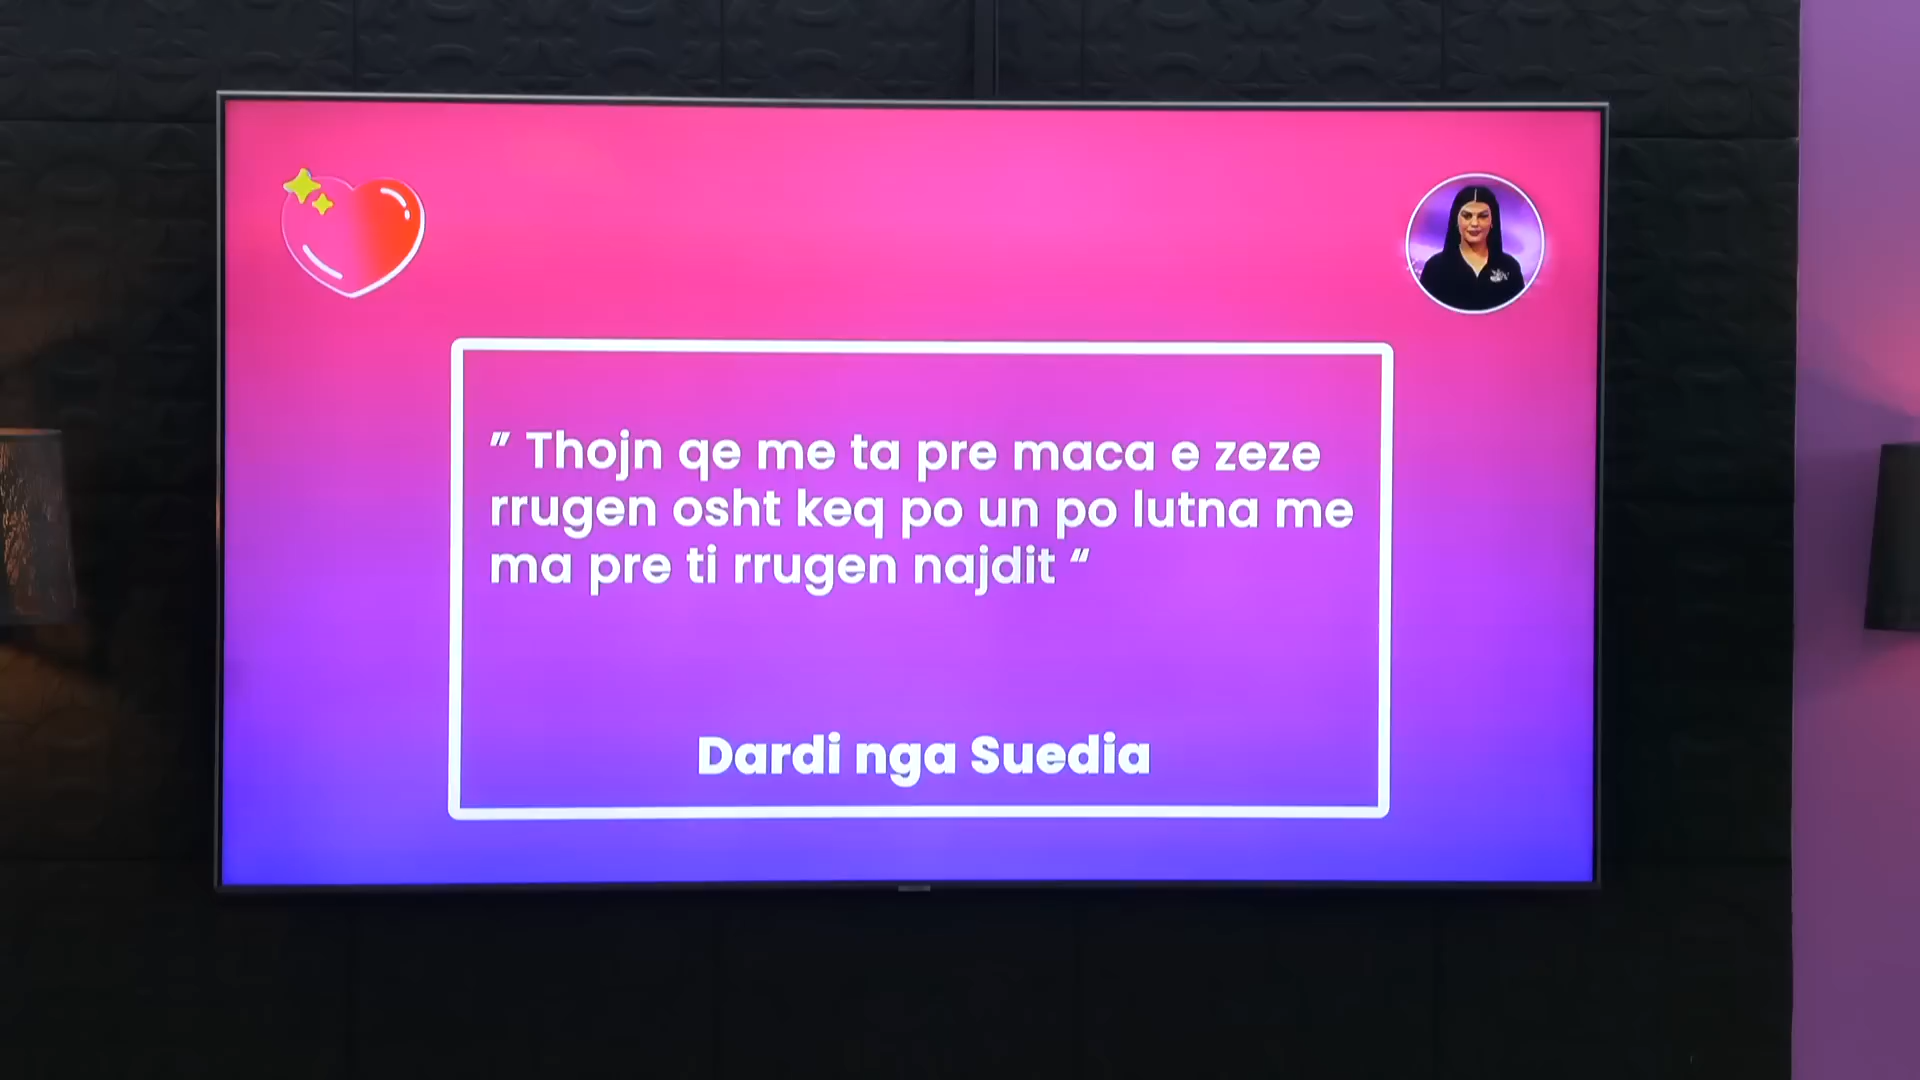 " Thojn qe me ta pre maca e zeze
rrugen osht keq po un po lutna me
ma pre ti rrugen najdit "
Dardi nga Suedia